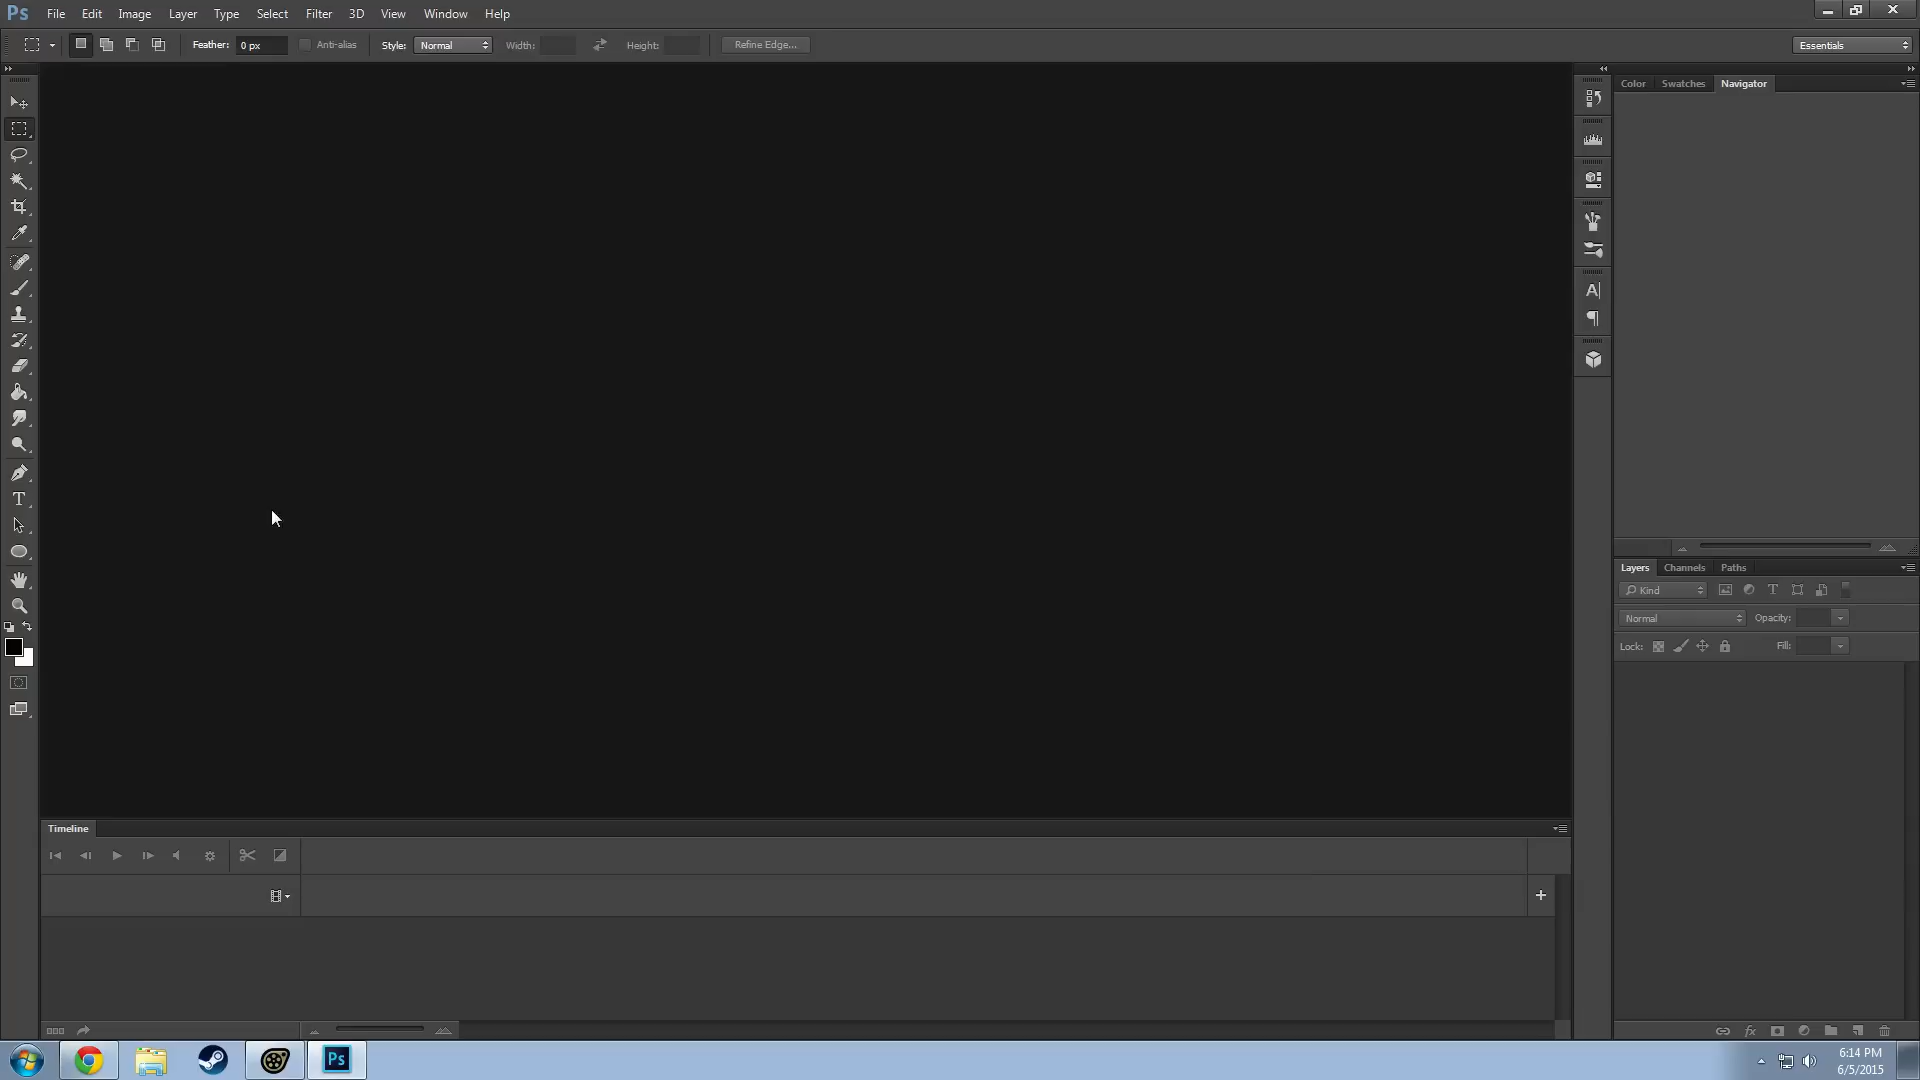 Ps File Edit Image Layer Type Select Filter 3D View Window Help
Feather: 0 px Anti-alias Style: Normal Width: Height: Refine Edge... Essentials
Color Swatches Navigator
Layers Channels Paths
Kind
Normal Opacity:
Lock: Fill:
Timeline
Ps
6:14 PM
6/5/2015